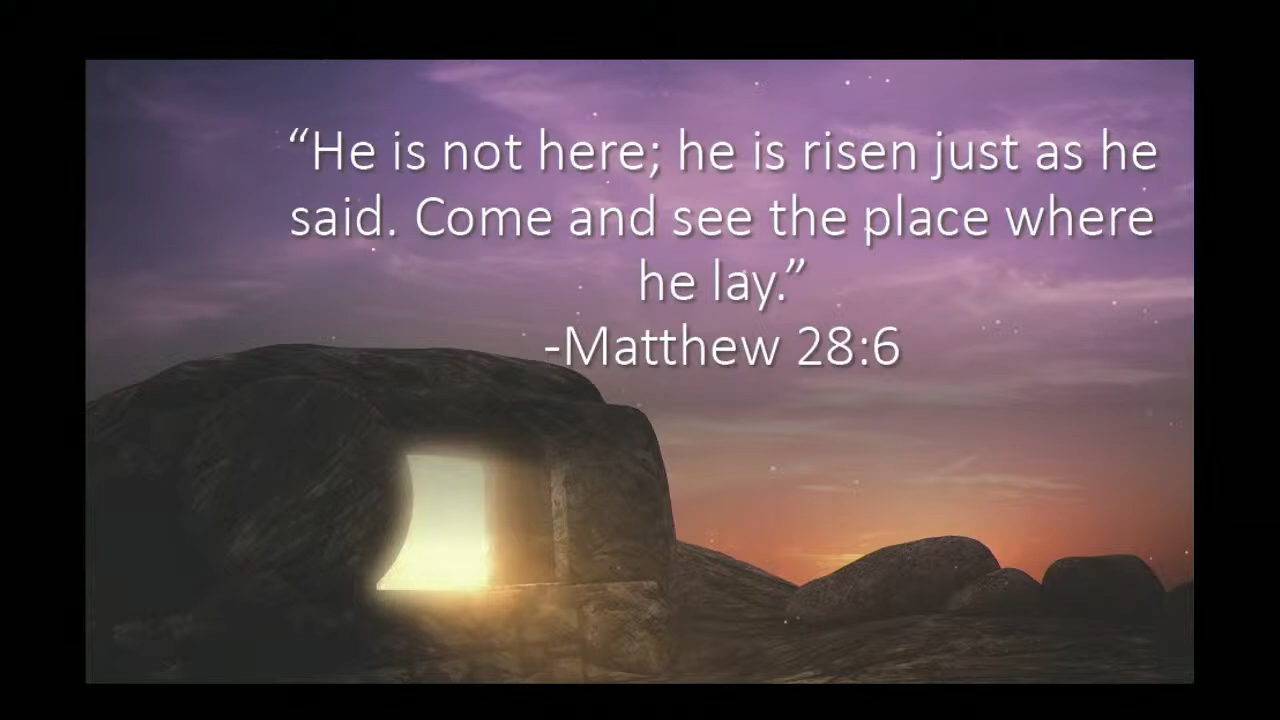 “He is not here; he is risen just as he
said. Come and see the place where
he lay.”
-Matthew 28:6